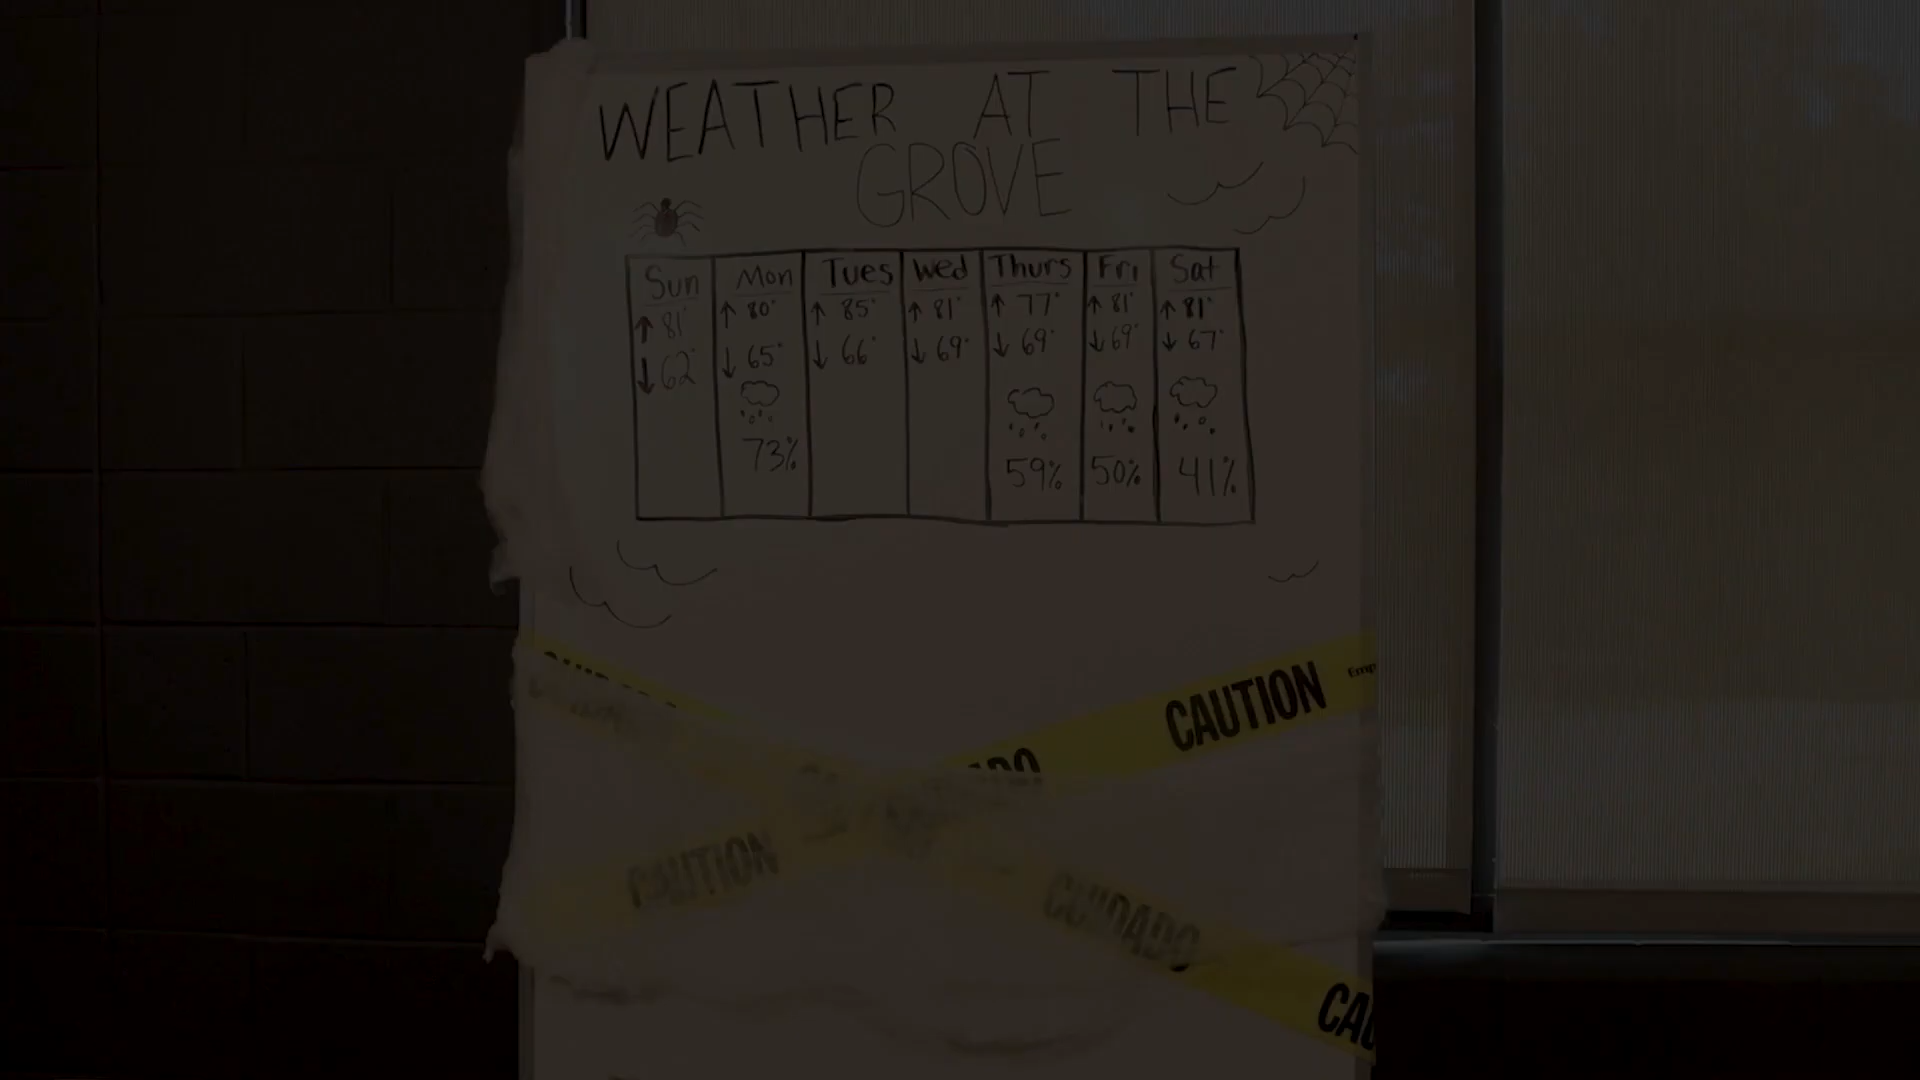 WEATHER AT THE
GROVE
Sun Mon Tues Wed Thurs Fri Sat
↑ 81° ↑ 80° ↑ 85° ↑ 81° ↑ 77° ↑ 81° ↑ 81°
↓ 62° ↓ 65° ↓ 66° ↓ 69° ↓ 69° ↓ 69° ↓ 67°
73% 59% 50% 41%
CAUTION
CAUTION
CUIDADO